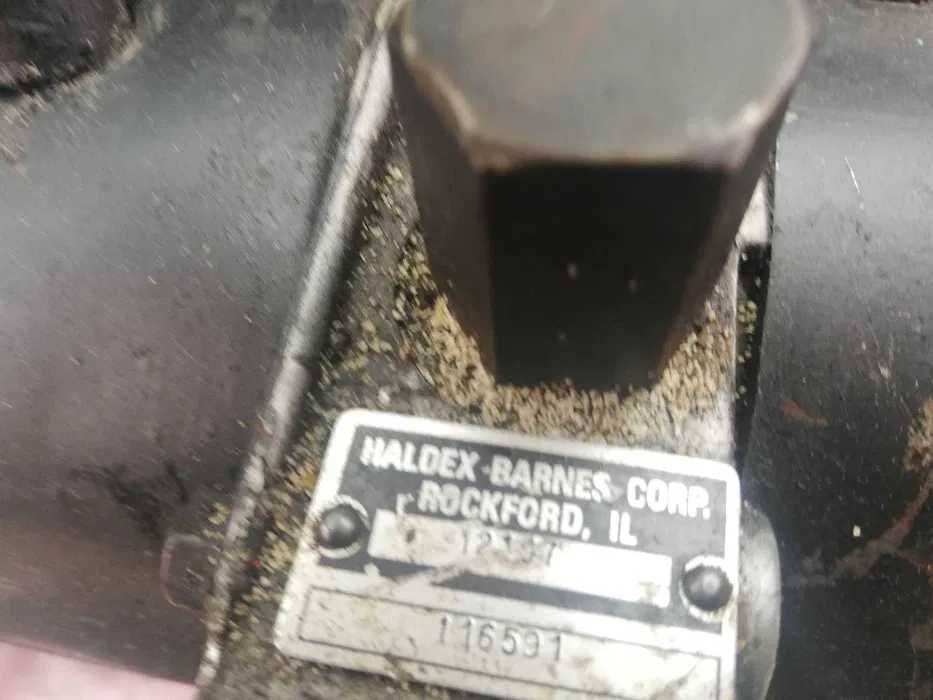 HALDEX-BARNES CORP.
ROCKFORD, IL
116591